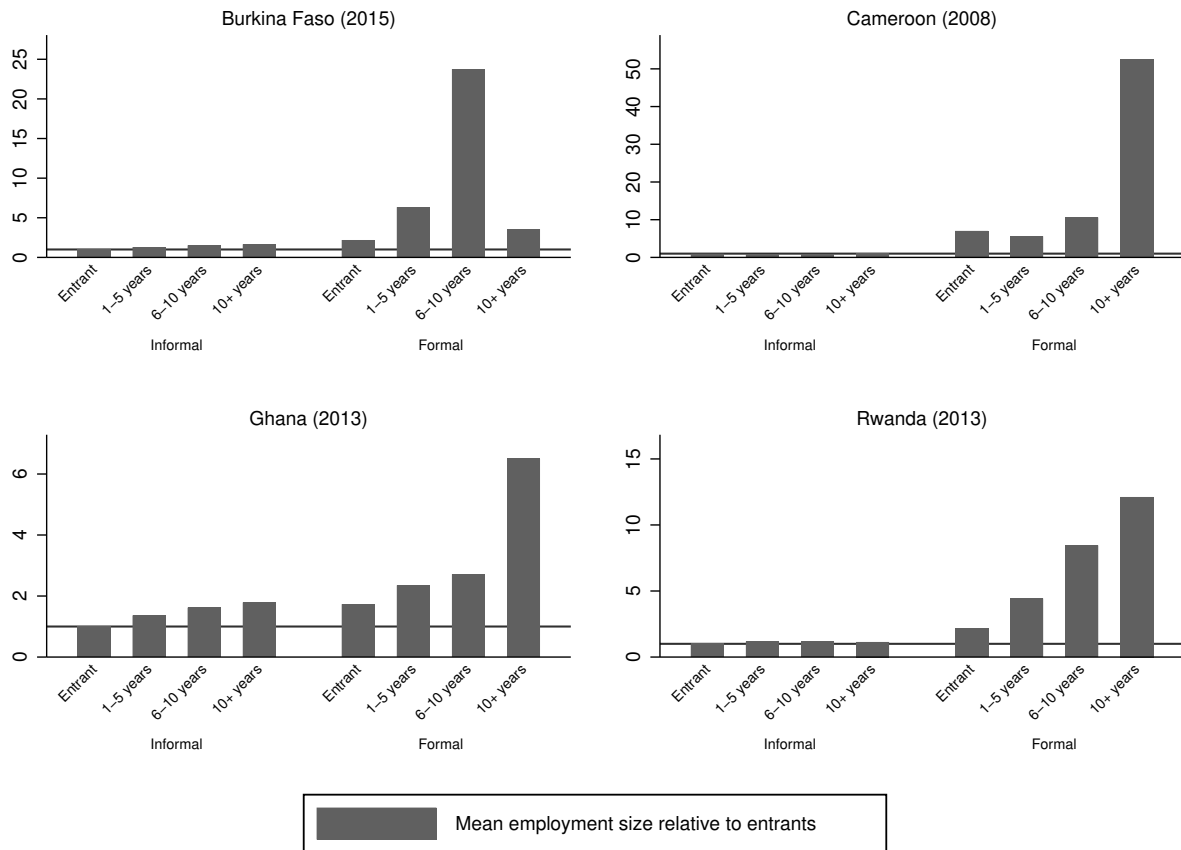 Burkina Faso (2015)
25
20
15
10
5
0
Entrant
1–5 years
6–10 years
10+ years
Entrant
1–5 years
6–10 years
10+ years
Informal
Formal
Cameroon (2008)
50
40
30
20
10
0
Entrant
1–5 years
6–10 years
10+ years
Entrant
1–5 years
6–10 years
10+ years
Informal
Formal
Ghana (2013)
6
4
2
0
Entrant
1–5 years
6–10 years
10+ years
Entrant
1–5 years
6–10 years
10+ years
Informal
Formal
Rwanda (2013)
15
10
5
0
Entrant
1–5 years
6–10 years
10+ years
Entrant
1–5 years
6–10 years
10+ years
Informal
Formal
Mean employment size relative to entrants